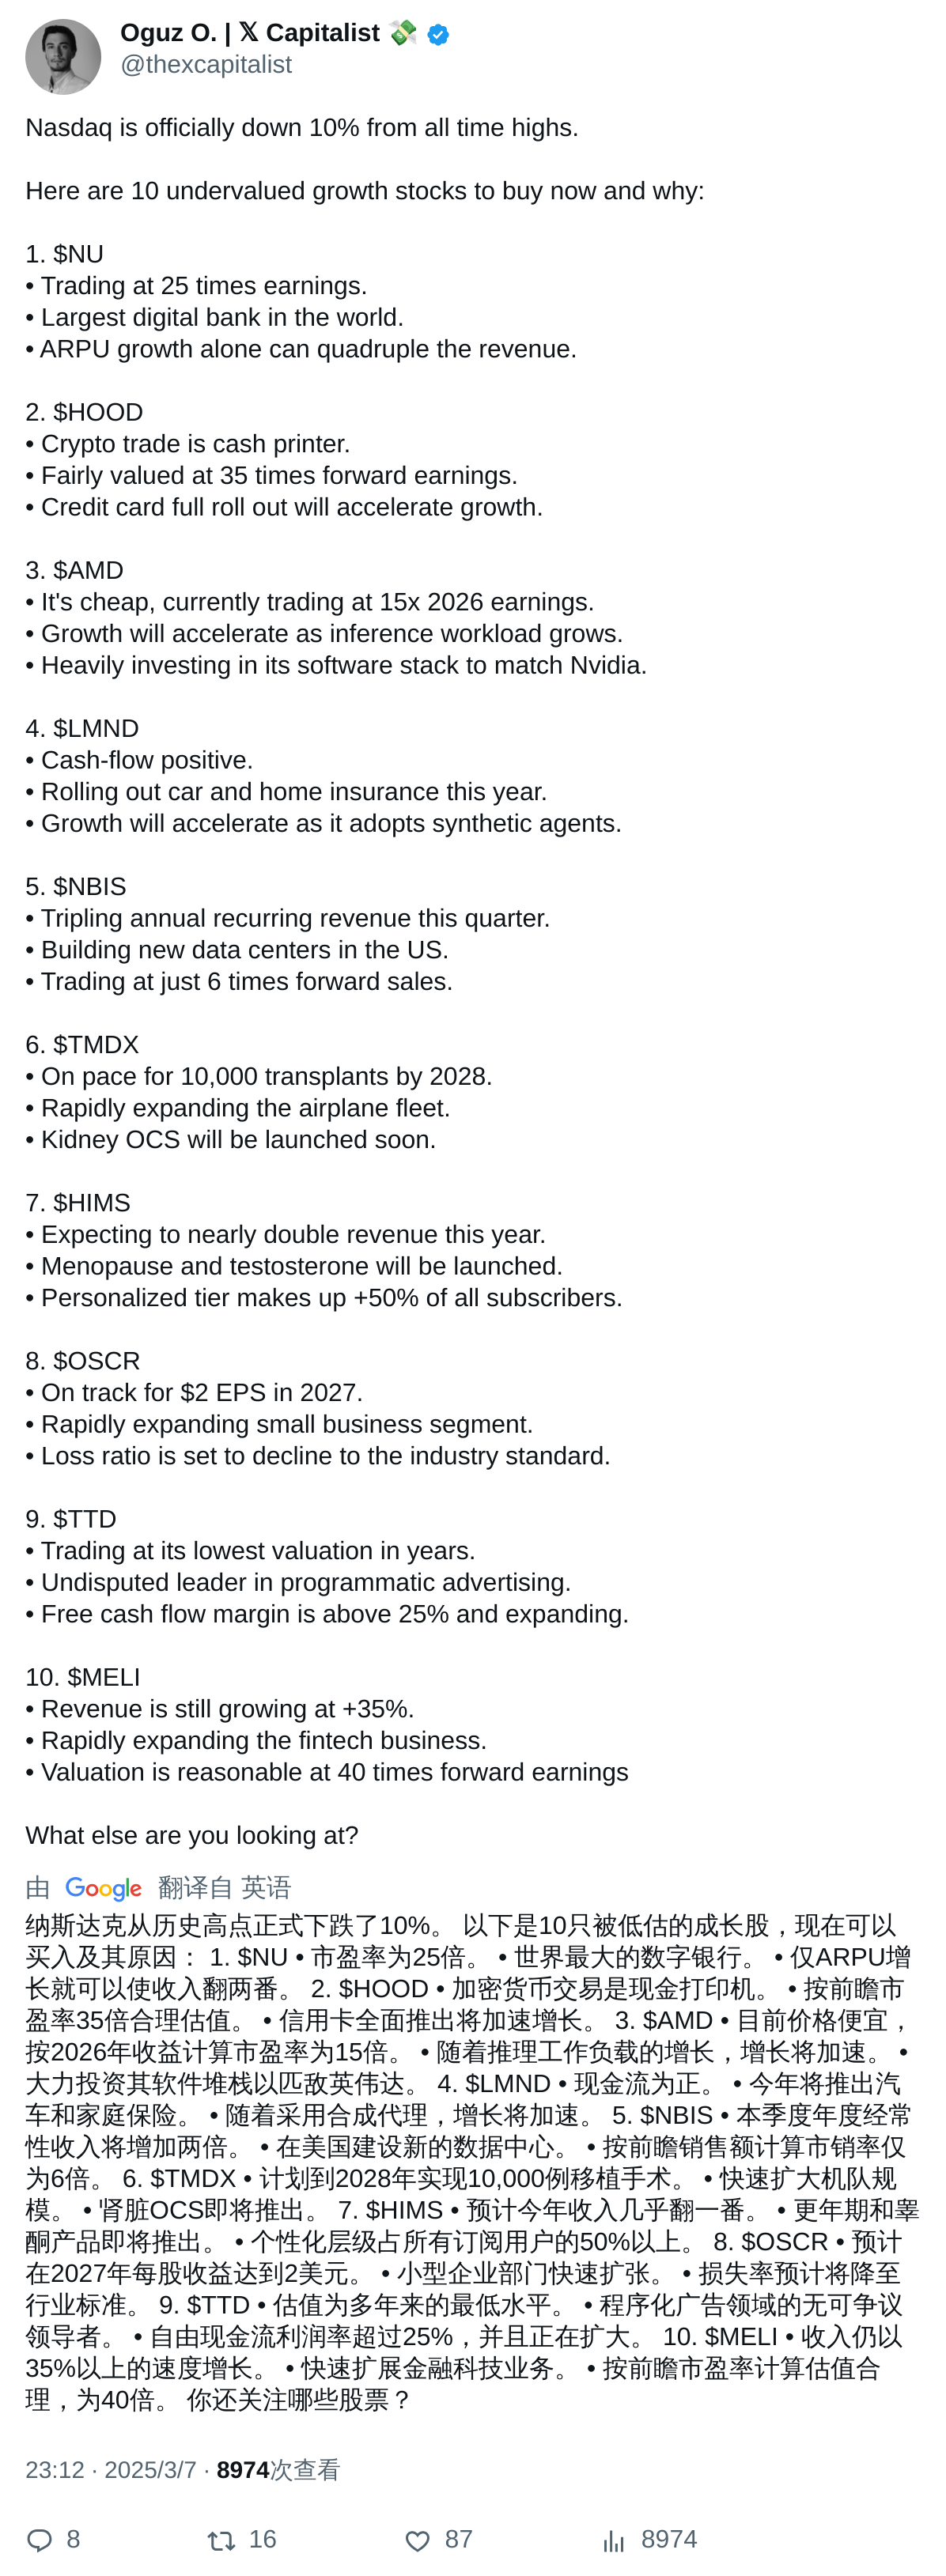 Oguz O. | 𝕏 Capitalist 💸
@thexcapitalist
Nasdaq is officially down 10% from all time highs.
Here are 10 undervalued growth stocks to buy now and why:
1. $NU
• Trading at 25 times earnings.
• Largest digital bank in the world.
• ARPU growth alone can quadruple the revenue.
2. $HOOD
• Crypto trade is cash printer.
• Fairly valued at 35 times forward earnings.
• Credit card full roll out will accelerate growth.
3. $AMD
• It's cheap, currently trading at 15x 2026 earnings.
• Growth will accelerate as inference workload grows.
• Heavily investing in its software stack to match Nvidia.
4. $LMND
• Cash-flow positive.
• Rolling out car and home insurance this year.
• Growth will accelerate as it adopts synthetic agents.
5. $NBIS
• Tripling annual recurring revenue this quarter.
• Building new data centers in the US.
• Trading at just 6 times forward sales.
6. $TMDX
• On pace for 10,000 transplants by 2028.
• Rapidly expanding the airplane fleet.
• Kidney OCS will be launched soon.
7. $HIMS
• Expecting to nearly double revenue this year.
• Menopause and testosterone will be launched.
• Personalized tier makes up +50% of all subscribers.
8. $OSCR
• On track for $2 EPS in 2027.
• Rapidly expanding small business segment.
• Loss ratio is set to decline to the industry standard.
9. $TTD
• Trading at its lowest valuation in years.
• Undisputed leader in programmatic advertising.
• Free cash flow margin is above 25% and expanding.
10. $MELI
• Revenue is still growing at +35%.
• Rapidly expanding the fintech business.
• Valuation is reasonable at 40 times forward earnings
What else are you looking at?
由 Google 翻译自 英语
纳斯达克从历史高点正式下跌了10%。 以下是10只被低估的成长股，现在可以
买入及其原因： 1. $NU • 市盈率为25倍。 • 世界最大的数字银行。 • 仅ARPU增
长就可以使收入翻两番。 2. $HOOD • 加密货币交易是现金打印机。 • 按前瞻市
盈率35倍合理估值。 • 信用卡全面推出将加速增长。 3. $AMD • 目前价格便宜，
按2026年收益计算市盈率为15倍。 • 随着推理工作负载的增长，增长将加速。 •
大力投资其软件堆栈以匹敌英伟达。 4. $LMND • 现金流为正。 • 今年将推出汽
车和家庭保险。 • 随着采用合成代理，增长将加速。 5. $NBIS • 本季度年度经常
性收入将增加两倍。 • 在美国建设新的数据中心。 • 按前瞻销售额计算市销率仅
为6倍。 6. $TMDX • 计划到2028年实现10,000例移植手术。 • 快速扩大机队规
模。 • 肾脏OCS即将推出。 7. $HIMS • 预计今年收入几乎翻一番。 • 更年期和睾
酮产品即将推出。 • 个性化层级占所有订阅用户的50%以上。 8. $OSCR • 预计
在2027年每股收益达到2美元。 • 小型企业部门快速扩张。 • 损失率预计将降至
行业标准。 9. $TTD • 估值为多年来的最低水平。 • 程序化广告领域的无可争议
领导者。 • 自由现金流利润率超过25%，并且正在扩大。 10. $MELI • 收入仍以
35%以上的速度增长。 • 快速扩展金融科技业务。 • 按前瞻市盈率计算估值合
理，为40倍。 你还关注哪些股票？
23:12 · 2025/3/7 · 8974次查看
8 16 87 8974